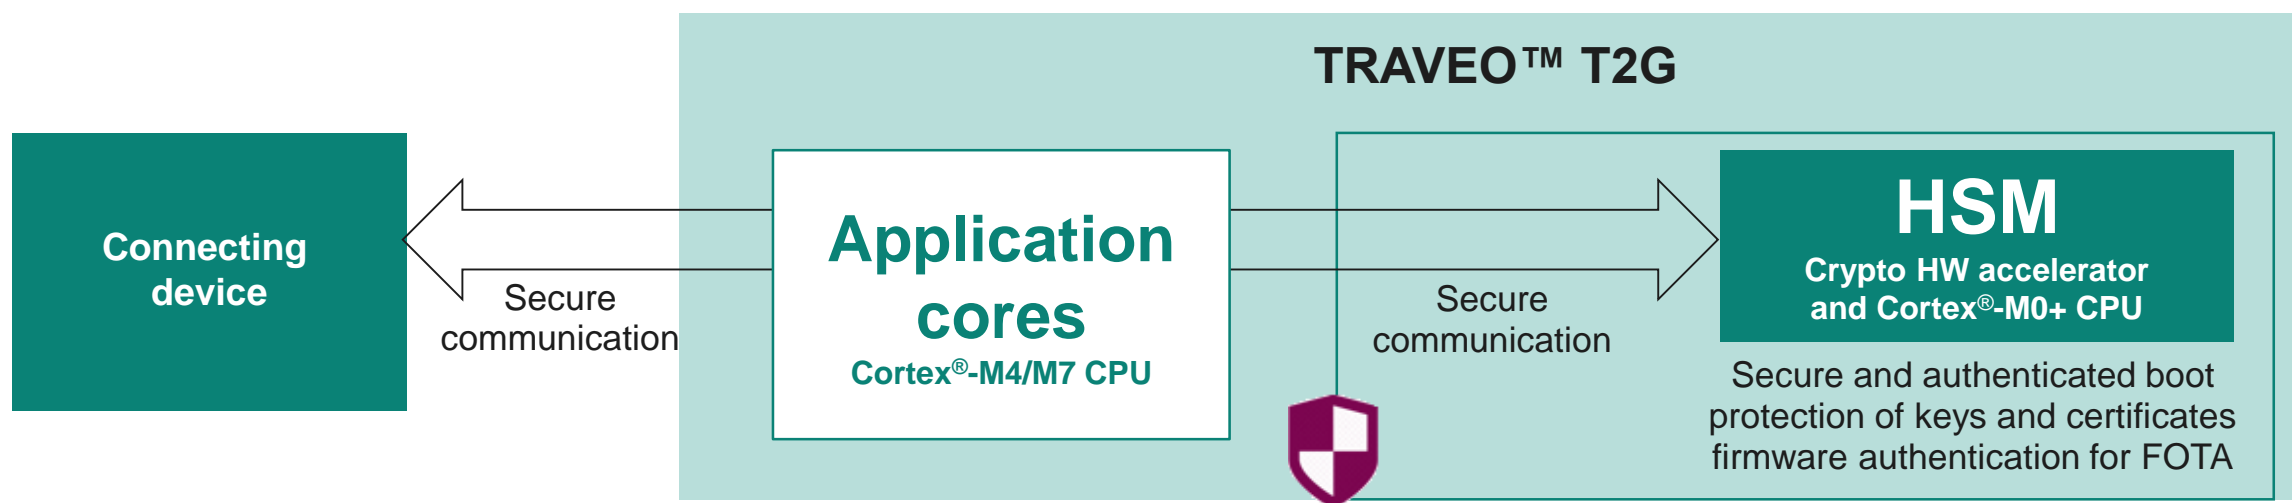 TRAVEO™ T2G
Connecting
device
Secure
communication
Application
cores
Cortex®-M4/M7 CPU
Secure
communication
HSM
Crypto HW accelerator
and Cortex®-M0+ CPU
Secure and authenticated boot
protection of keys and certificates
firmware authentication for FOTA